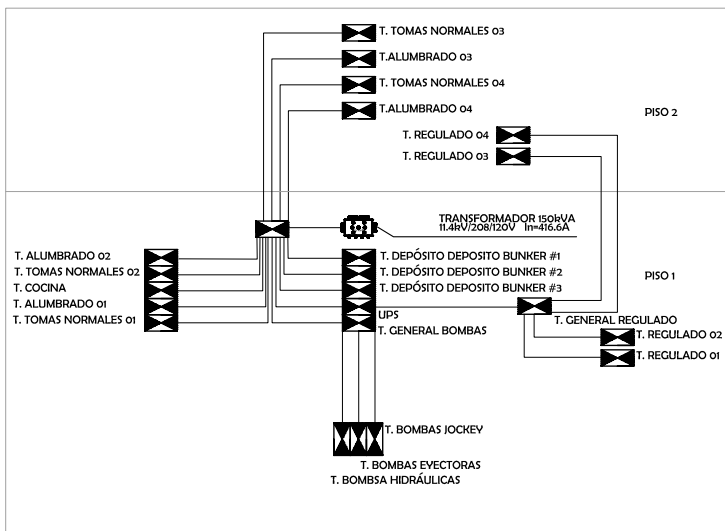 T. TOMAS NORMALES 03
T.ALUMBRADO 03
T. TOMAS NORMALES 04
T.ALUMBRADO 04
PISO 2
T. REGULADO 04
T. REGULADO 03
TRANSFORMADOR 150kVA
11.4kV/208/120V In=416.6A
T. ALUMBRADO 02
T. TOMAS NORMALES 02
T. COCINA
T. ALUMBRADO 01
T. TOMAS NORMALES 01
T. DEPÓSITO DEPOSITO BUNKER #1
T. DEPÓSITO DEPOSITO BUNKER #2
T. DEPÓSITO DEPOSITO BUNKER #3
UPS
T. GENERAL BOMBAS
PISO 1
T. GENERAL REGULADO
T. REGULADO 02
T. REGULADO 01
T. BOMBAS JOCKEY
T. BOMBAS EYECTORAS
T. BOMBSA HIDRÁULICAS